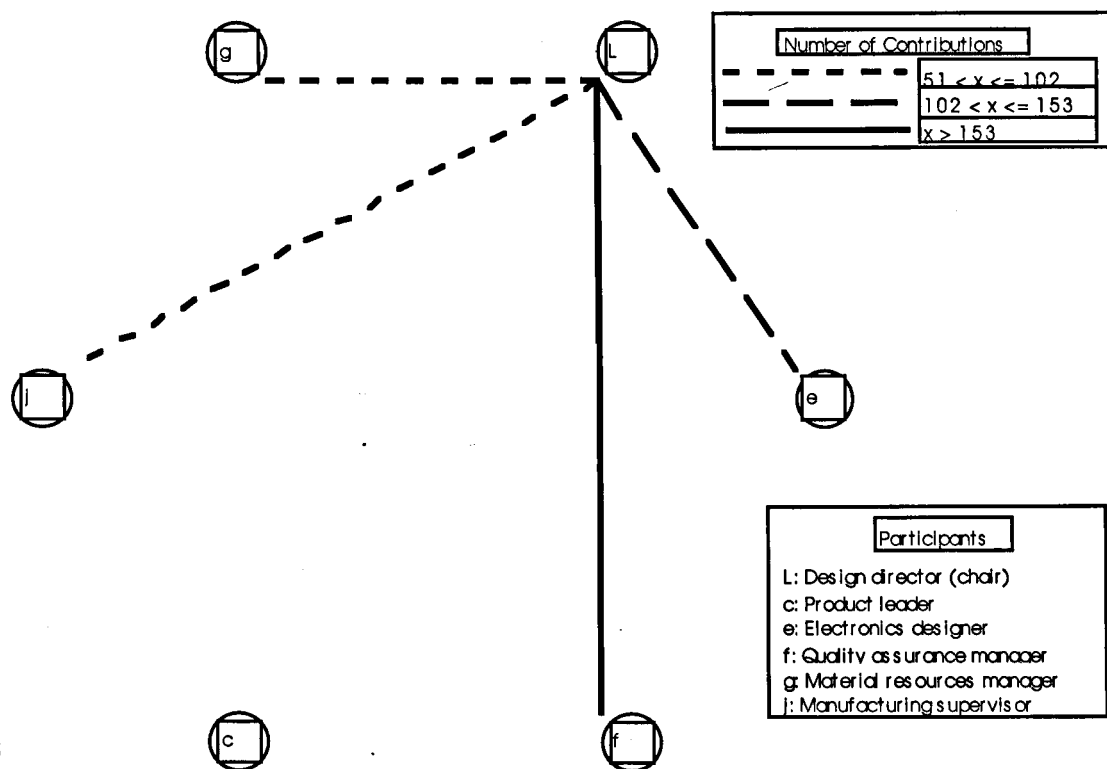 g
L
Number of Contributions
51 < x <= 102
102 < x <= 153
x > 153
j
e
Participants
L: Design director (chair)
c: Product leader
e: Electronics designer
f: Quality assurance manager
g: Material resources manager
j: Manufacturing supervisor
c
f